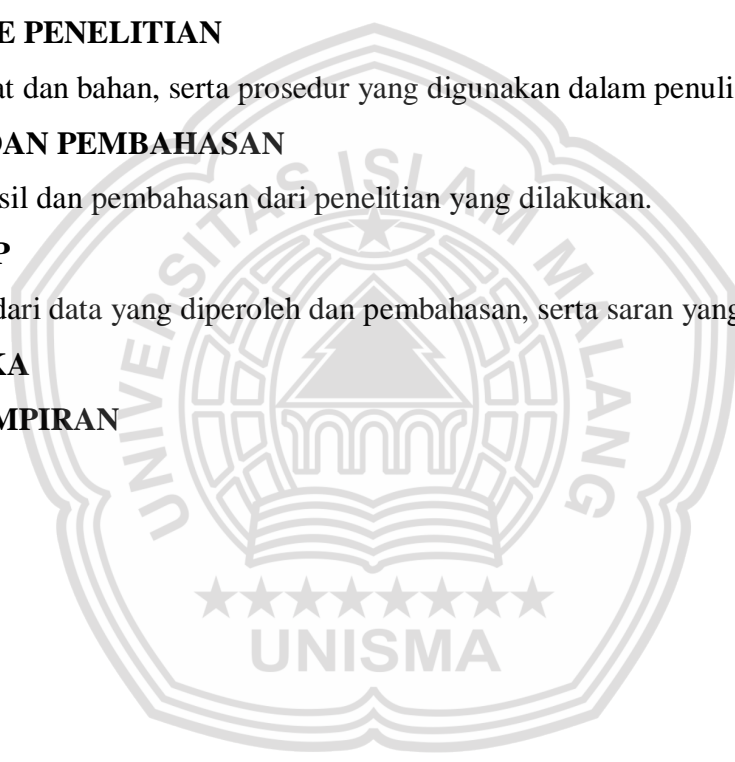 E PENELITIAN
at dan bahan, serta prosedur yang digunakan dalam penuli
DAN PEMBAHASAN
sil dan pembahasan dari penelitian yang dilakukan.
P
dari data yang diperoleh dan pembahasan, serta saran yang
KA
MPIRAN
UNIVERSITAS ISLAM MALANG
UNISMA